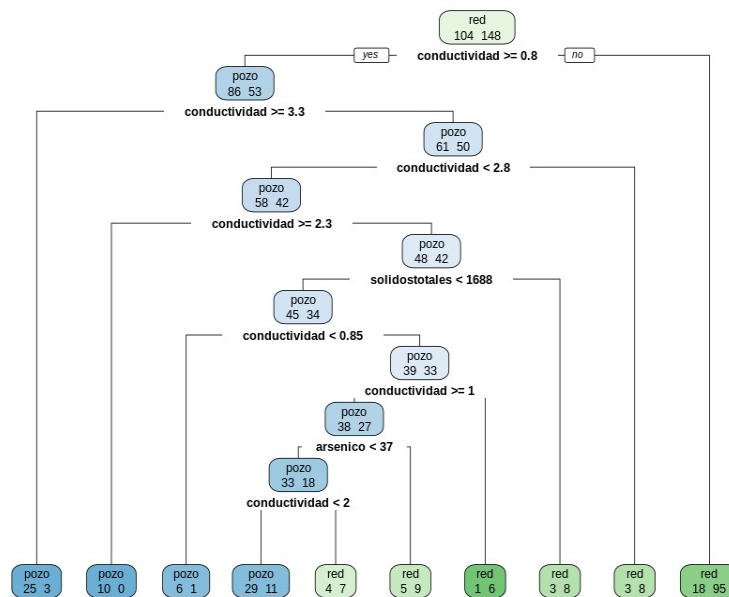 red
104 148
yes
conductividad >= 0.8
no
pozo
86 53
conductividad >= 3.3
pozo
61 50
conductividad < 2.8
pozo
58 42
conductividad >= 2.3
pozo
48 42
solidostotales < 1688
pozo
45 34
conductividad < 0.85
pozo
39 33
conductividad >= 1
pozo
38 27
arsenico < 37
pozo
33 18
conductividad < 2
pozo
25 3
pozo
10 0
pozo
6 1
pozo
29 11
red
4 7
red
5 9
red
1 6
red
3 8
red
3 8
red
18 95